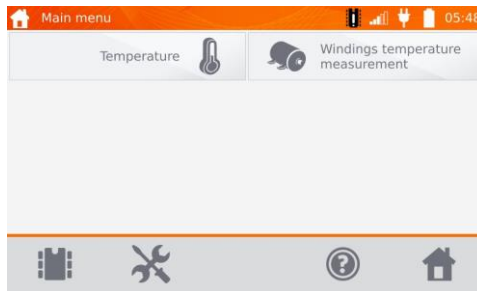 Main menu
05:48
Temperature
Windings temperature
measurement
?